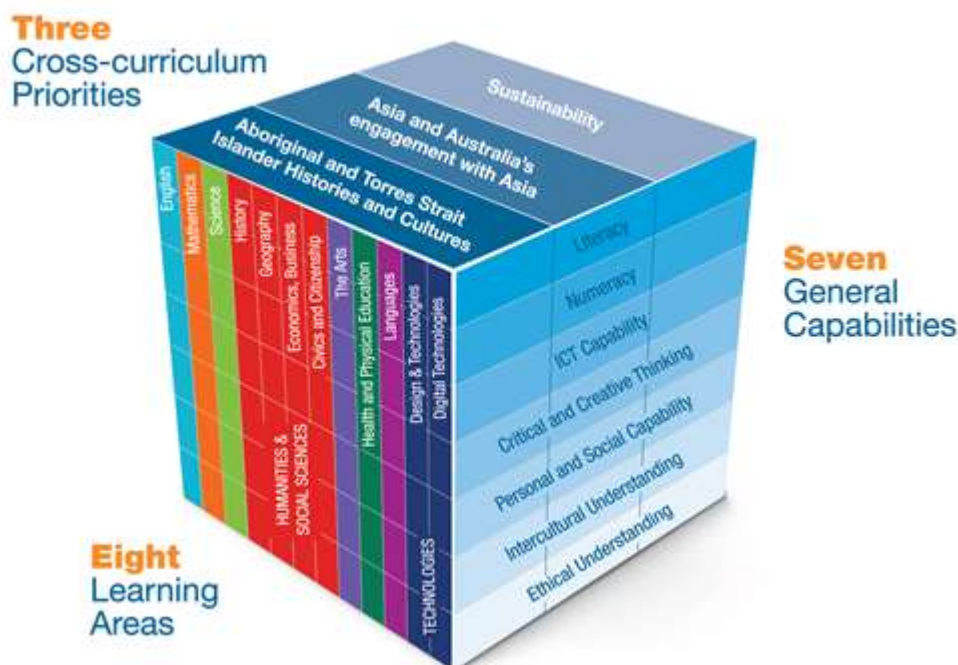 Three
Cross-curriculum
Priorities
Sustainability
Asia and Australia's
engagement with Asia
Aboriginal and Torres Strait
Islander Histories and Cultures
English
Mathematics
Science
History
Geography
Economics, Business
Civics and Citizenship
HUMANITIES &
SOCIAL SCIENCES
The Arts
Health and Physical Education
Languages
Design & Technologies
Digital Technologies
TECHNOLOGIES
Literacy
Numeracy
ICT Capability
Critical and Creative Thinking
Personal and Social Capability
Intercultural Understanding
Ethical Understanding
Seven
General
Capabilities
Eight
Learning
Areas